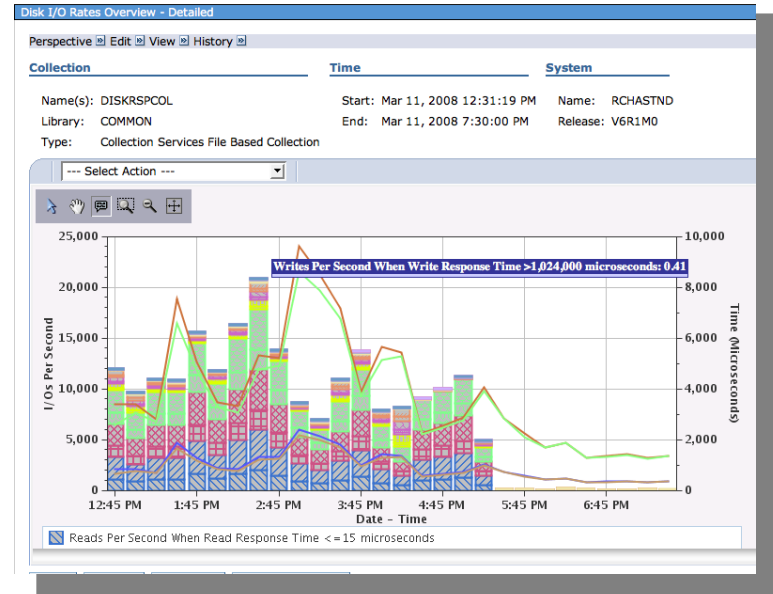 Disk I/O Rates Overview - Detailed
Perspective Edit View History
Collection Time System
Name(s): DISKRSPCOL Start: Mar 11, 2008 12:31:19 PM Name: RCHASTND
Library: COMMON End: Mar 11, 2008 7:30:00 PM Release: V6R1M0
Type: Collection Services File Based Collection
--- Select Action ---
25,000 10,000
Writes Per Second When Write Response Time >1,024,000 microseconds: 0.41
20,000 8,000
15,000 6,000
I/Os Per Second
Time (Microseconds)
10,000 4,000
5,000 2,000
0 0
12:45 PM 1:45 PM 2:45 PM 3:45 PM 4:45 PM 5:45 PM 6:45 PM
Date - Time
Reads Per Second When Read Response Time <=15 microseconds